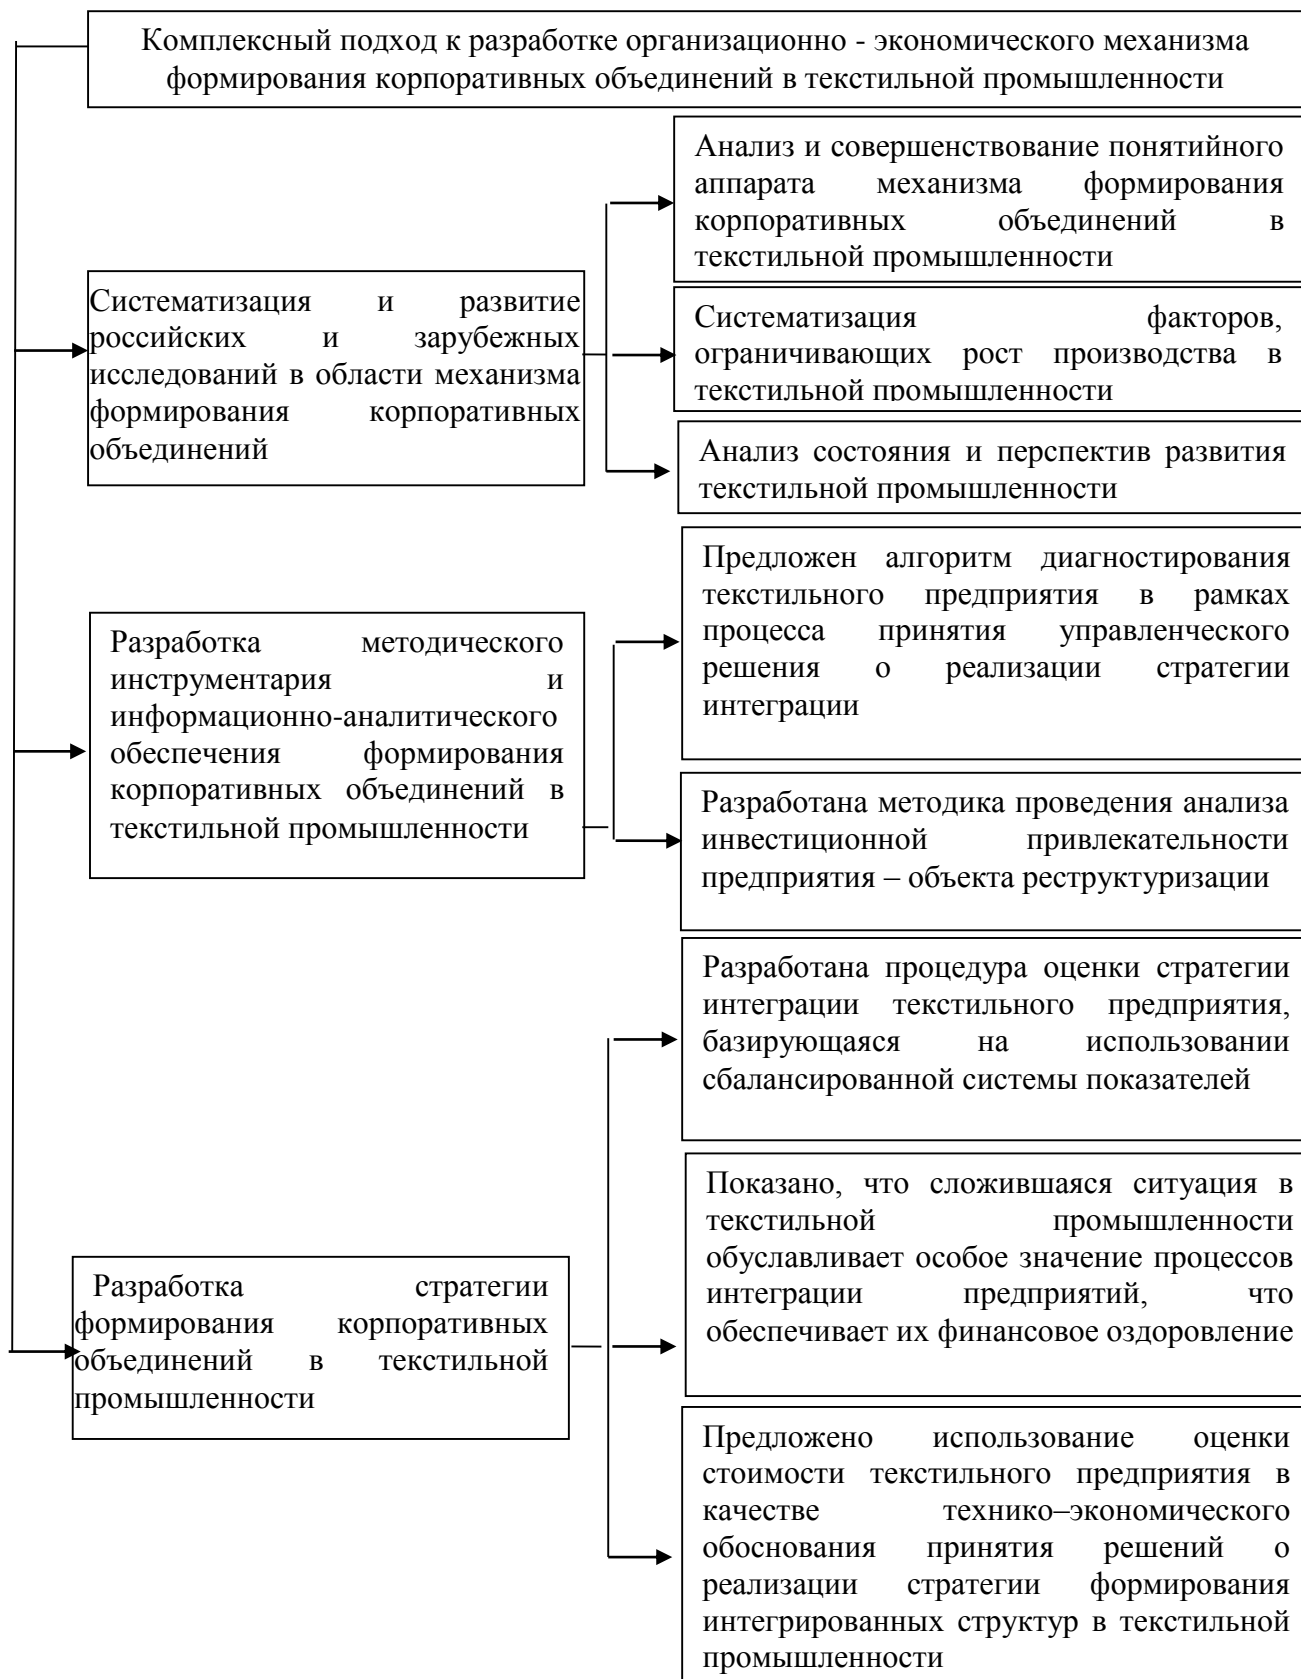 Комплексный подход к разработке организационно - экономического механизма
формирования корпоративных объединений в текстильной промышленности
Анализ и совершенствование понятийного
аппарата механизма формирования
корпоративных объединений в
текстильной промышленности
Систематизация и развитие
российских и зарубежных
исследований в области механизма
формирования корпоративных
объединений
Систематизация факторов,
ограничивающих рост производства в
текстильной промышленности
Анализ состояния и перспектив развития
текстильной промышленности
Предложен алгоритм диагностирования
текстильного предприятия в рамках
процесса принятия управленческого
решения о реализации стратегии
интеграции
Разработка методического
инструментария и
информационно-аналитического
обеспечения формирования
корпоративных объединений в
текстильной промышленности
Разработана методика проведения анализа
инвестиционной привлекательности
предприятия – объекта реструктуризации
Разработана процедура оценки стратегии
интеграции текстильного предприятия,
базирующаяся на использовании
сбалансированной системы показателей
Показано, что сложившаяся ситуация в
текстильной промышленности
обуславливает особое значение процессов
интеграции предприятий, что
обеспечивает их финансовое оздоровление
Разработка стратегии
формирования корпоративных
объединений в текстильной
промышленности
Предложено использование оценки
стоимости текстильного предприятия в
качестве технико–экономического
обоснования принятия решений о
реализации стратегии формирования
интегрированных структур в текстильной
промышленности